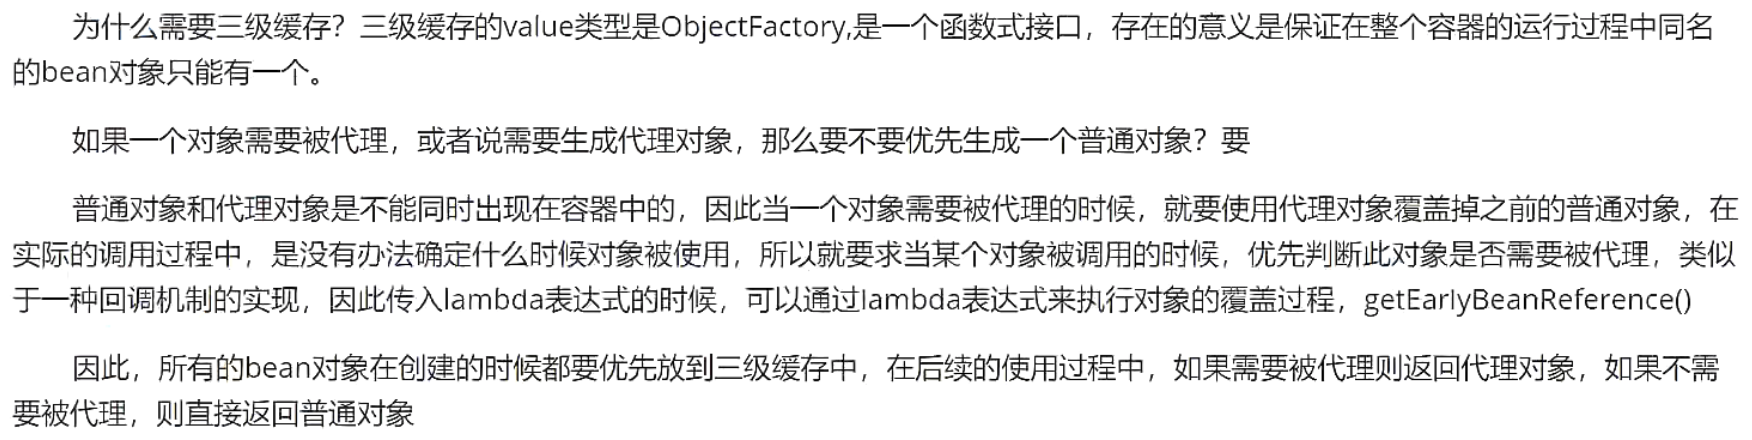 为什么需要三级缓存？三级缓存的value类型是ObjectFactory,是一个函数式接口，存在的意义是保证在整个容器的运行过程中同名
的bean对象只能有一个。
如果一个对象需要被代理，或者说需要生成代理对象，那么要不要优先生成一个普通对象？要
普通对象和代理对象是不能同时出现在容器中的，因此当一个对象需要被代理的时候，就要使用代理对象覆盖掉之前的普通对象，在
实际的调用过程中，是没有办法确定什么时候对象被使用，所以就要求当某个对象被调用的时候，优先判断此对象是否需要被代理，类似
于一种回调机制的实现，因此传入lambda表达式的时候，可以通过lambda表达式来执行对象的覆盖过程，getEarlyBeanReference()
因此，所有的bean对象在创建的时候都要优先放到三级缓存中，在后续的使用过程中，如果需要被代理则返回代理对象，如果不需
要被代理，则直接返回普通对象